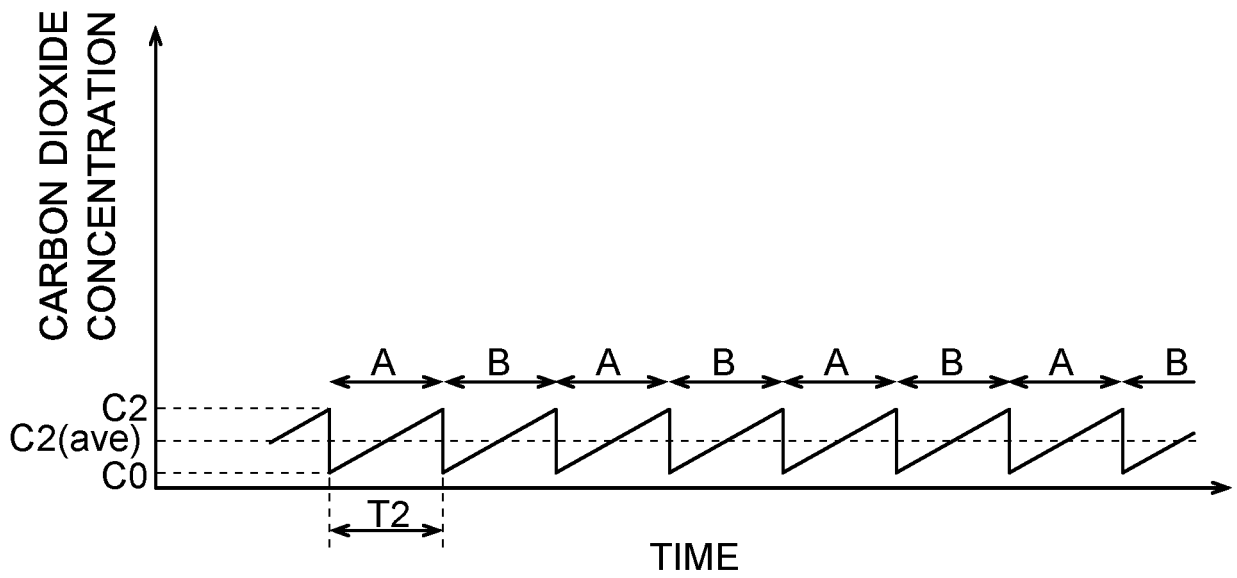 CARBON DIOXIDE
CONCENTRATION
A B A B A B A B
C2
C2(ave)
C0
T2
TIME